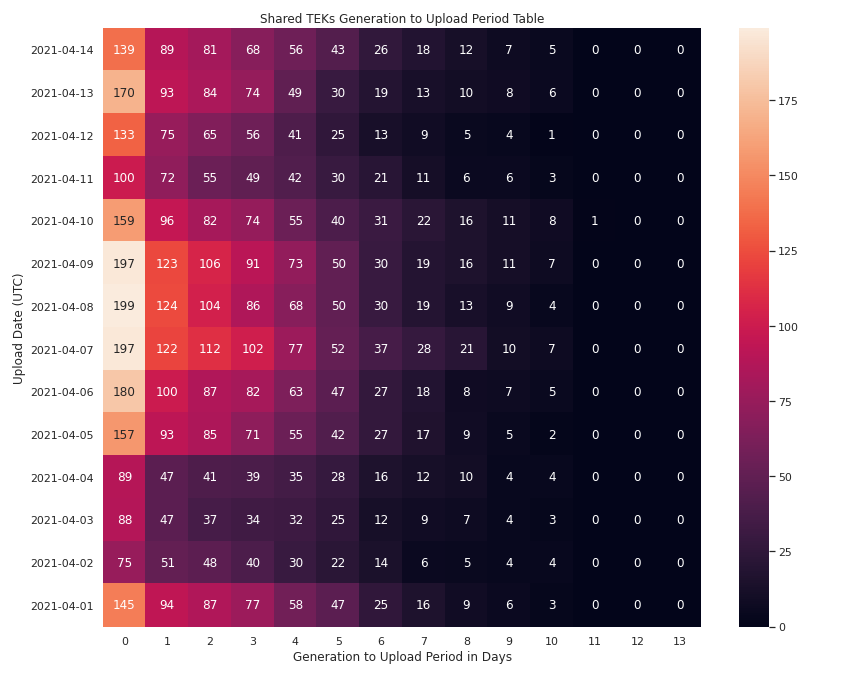 Shared TEKs Generation to Upload Period Table
Upload Date (UTC)
2021-04-14 139 89 81 68 56 43 26 18 12 7 5 0 0 0
2021-04-13 170 93 84 74 49 30 19 13 10 8 6 0 0 0
2021-04-12 133 75 65 56 41 25 13 9 5 4 1 0 0 0
2021-04-11 100 72 55 49 42 30 21 11 6 6 3 0 0 0
2021-04-10 159 96 82 74 55 40 31 22 16 11 8 1 0 0
2021-04-09 197 123 106 91 73 50 30 19 16 11 7 0 0 0
2021-04-08 199 124 104 86 68 50 30 19 13 9 4 0 0 0
2021-04-07 197 122 112 102 77 52 37 28 21 10 7 0 0 0
2021-04-06 180 100 87 82 63 47 27 18 8 7 5 0 0 0
2021-04-05 157 93 85 71 55 42 27 17 9 5 2 0 0 0
2021-04-04 89 47 41 39 35 28 16 12 10 4 4 0 0 0
2021-04-03 88 47 37 34 32 25 12 9 7 4 3 0 0 0
2021-04-02 75 51 48 40 30 22 14 6 5 4 4 0 0 0
2021-04-01 145 94 87 77 58 47 25 16 9 6 3 0 0 0
0 1 2 3 4 5 6 7 8 9 10 11 12 13
Generation to Upload Period in Days
175
150
125
100
75
50
25
0